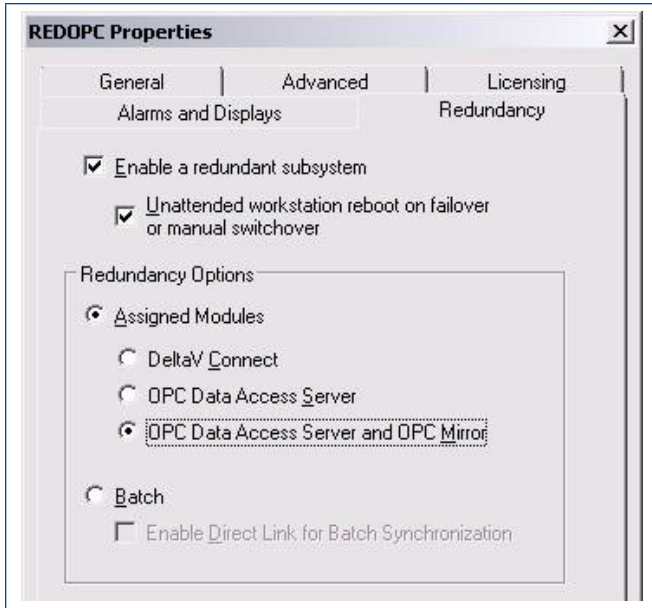 REDOPC Properties
General
Advanced
Licensing
Alarms and Displays
Redundancy
Enable a redundant subsystem
Unattended workstation reboot on failover
or manual switchover
Redundancy Options
Assigned Modules
DeltaV Connect
OPC Data Access Server
OPC Data Access Server and OPC Mirror
Batch
Enable Direct Link for Batch Synchronization